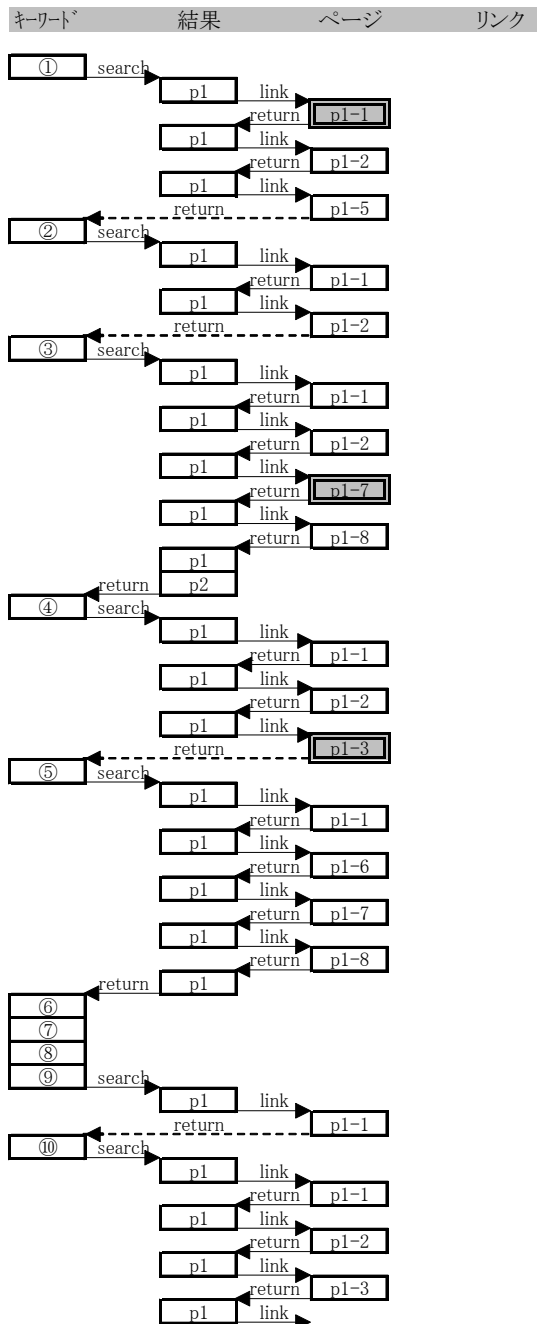 キーワード 結果 ページ リンク
① search
p1 link
return p1-1
p1 link
return p1-2
p1 link
return p1-5
② search
p1 link
return p1-1
p1 link
return p1-2
③ search
p1 link
return p1-1
p1 link
return p1-2
p1 link
return p1-7
p1 link
return p1-8
p1
return p2
④ search
p1 link
return p1-1
p1 link
return p1-2
p1 link
return p1-3
⑤ search
p1 link
return p1-1
p1 link
return p1-6
p1 link
return p1-7
p1 link
return p1-8
return p1
⑥
⑦
⑧
⑨ search
p1 link
return p1-1
⑩ search
p1 link
return p1-1
p1 link
return p1-2
p1 link
return p1-3
p1 link